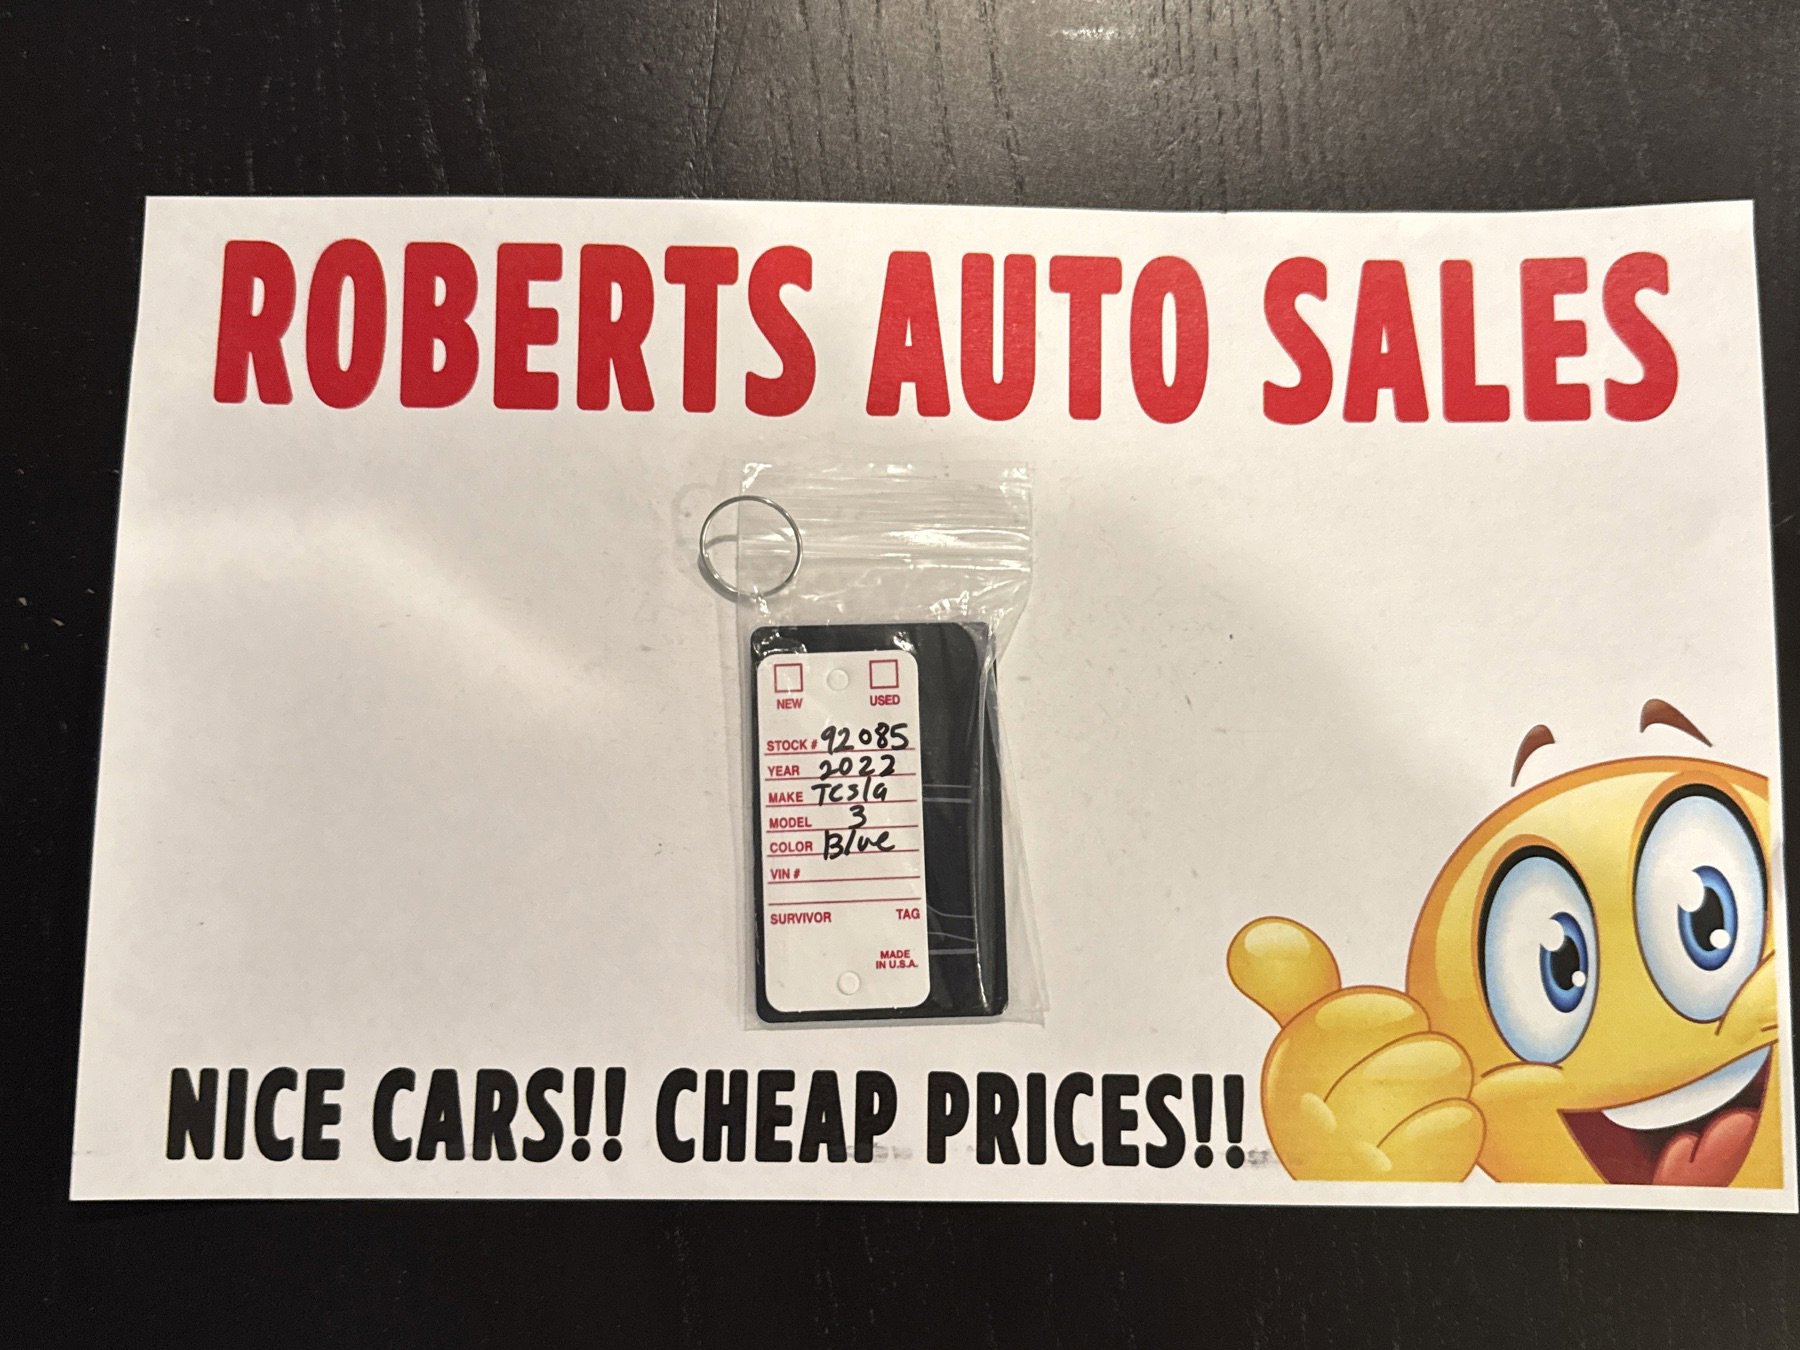 ROBERTS AUTO SALES
NEW USED
STOCK # 92085
YEAR 2022
MAKE Tesla
MODEL 3
COLOR Blue
VIN #
SURVIVOR TAG
MADE
IN U.S.A.
NICE CARS!! CHEAP PRICES!!